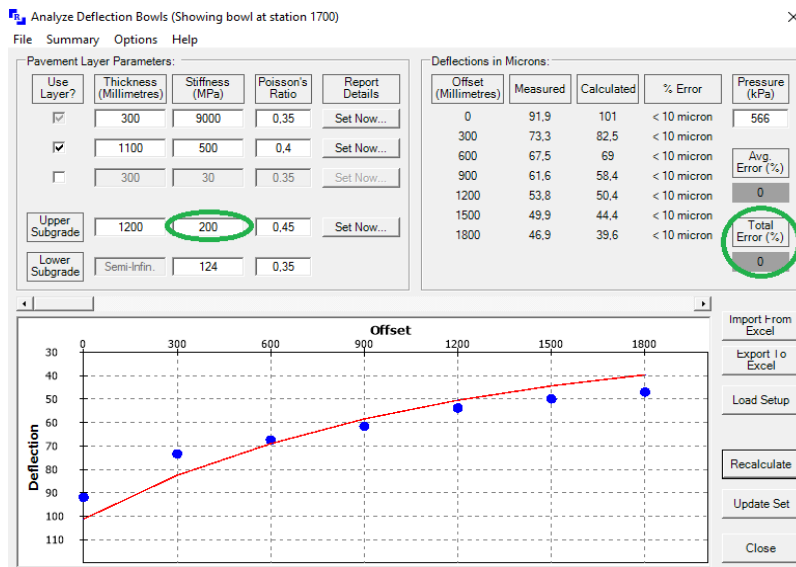 Analyze Deflection Bowls (Showing bowl at station 1700)
File Summary Options Help
Pavement Layer Parameters:
Use Layer? Thickness (Millimetres) Stiffness (MPa) Poisson's Ratio Report Details
300 9000 0,35 Set Now...
1100 500 0,4 Set Now...
300 30 0.35 Set Now...
Upper Subgrade 1200 200 0,45 Set Now...
Lower Subgrade Semi-Infin. 124 0,35
Deflections in Microns:
Offset (Millimetres) Measured Calculated % Error Pressure (kPa)
0 91,9 101 < 10 micron 566
300 73,3 82,5 < 10 micron
600 67,5 69 < 10 micron
900 61,6 58,4 < 10 micron
1200 53,8 50,4 < 10 micron
1500 49,9 44,4 < 10 micron
1800 46,9 39,6 < 10 micron
Avg. Error (%)
0
Total Error (%)
0
Offset
0 300 600 900 1200 1500 1800
Deflection
30
40
50
60
70
80
90
100
110
Import From Excel
Export To Excel
Load Setup
Recalculate
Update Set
Close